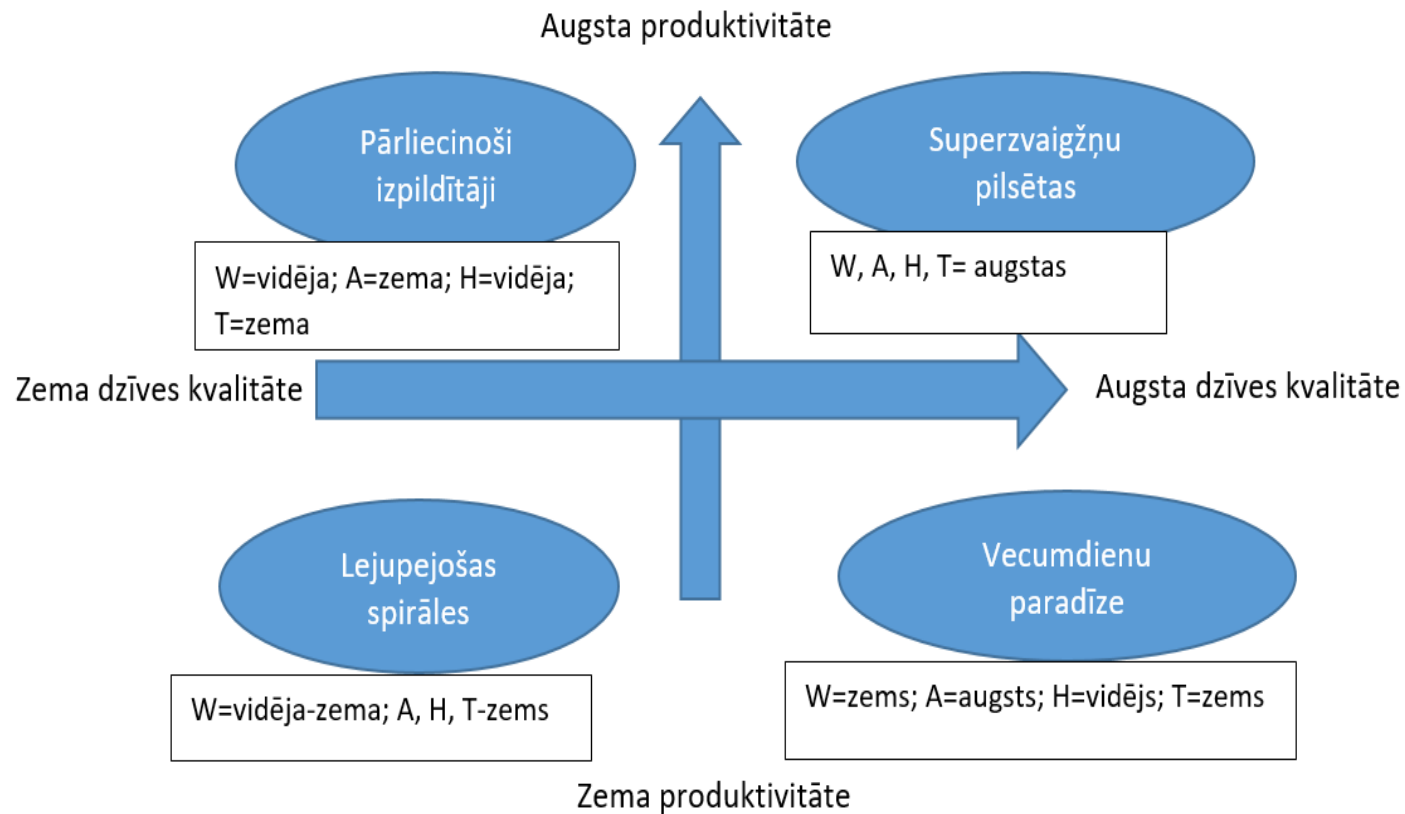 Augsta produktivitāte
Pārliecinoši
izpildītāji
Superzvaigžņu
pilsētas
W=vidēja; A=zema; H=vidēja;
T=zema
W, A, H, T= augstas
Zema dzīves kvalitāte
Augsta dzīves kvalitāte
Lejupejošas
spirāles
Vecumdienu
paradīze
W=vidēja-zema; A, H, T-zems
W=zems; A=augsts; H=vidējs; T=zems
Zema produktivitāte